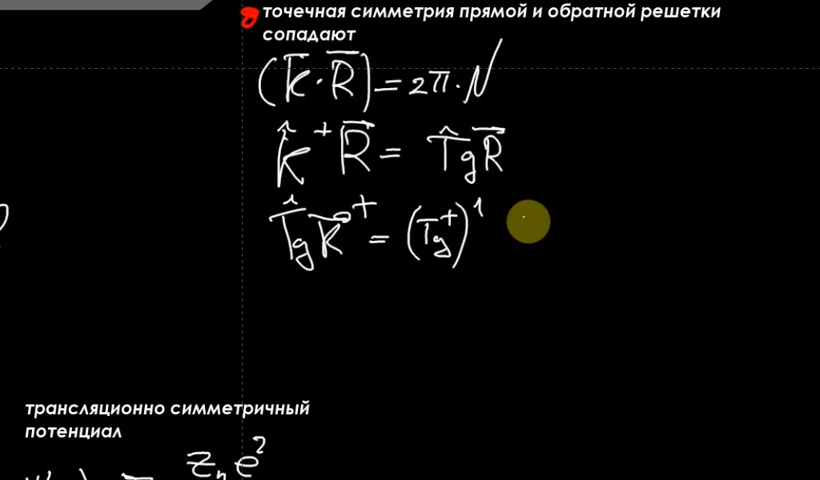 точечная симметрия прямой и обратной решетки
сопадают
(k̅·R̅) = 2π·N
k̂⁺R̅ = T̂gR̅
T̂gk̅⁺ = (Tg⁺)¹
трансляционно симметричный
потенциал
Zₙe²